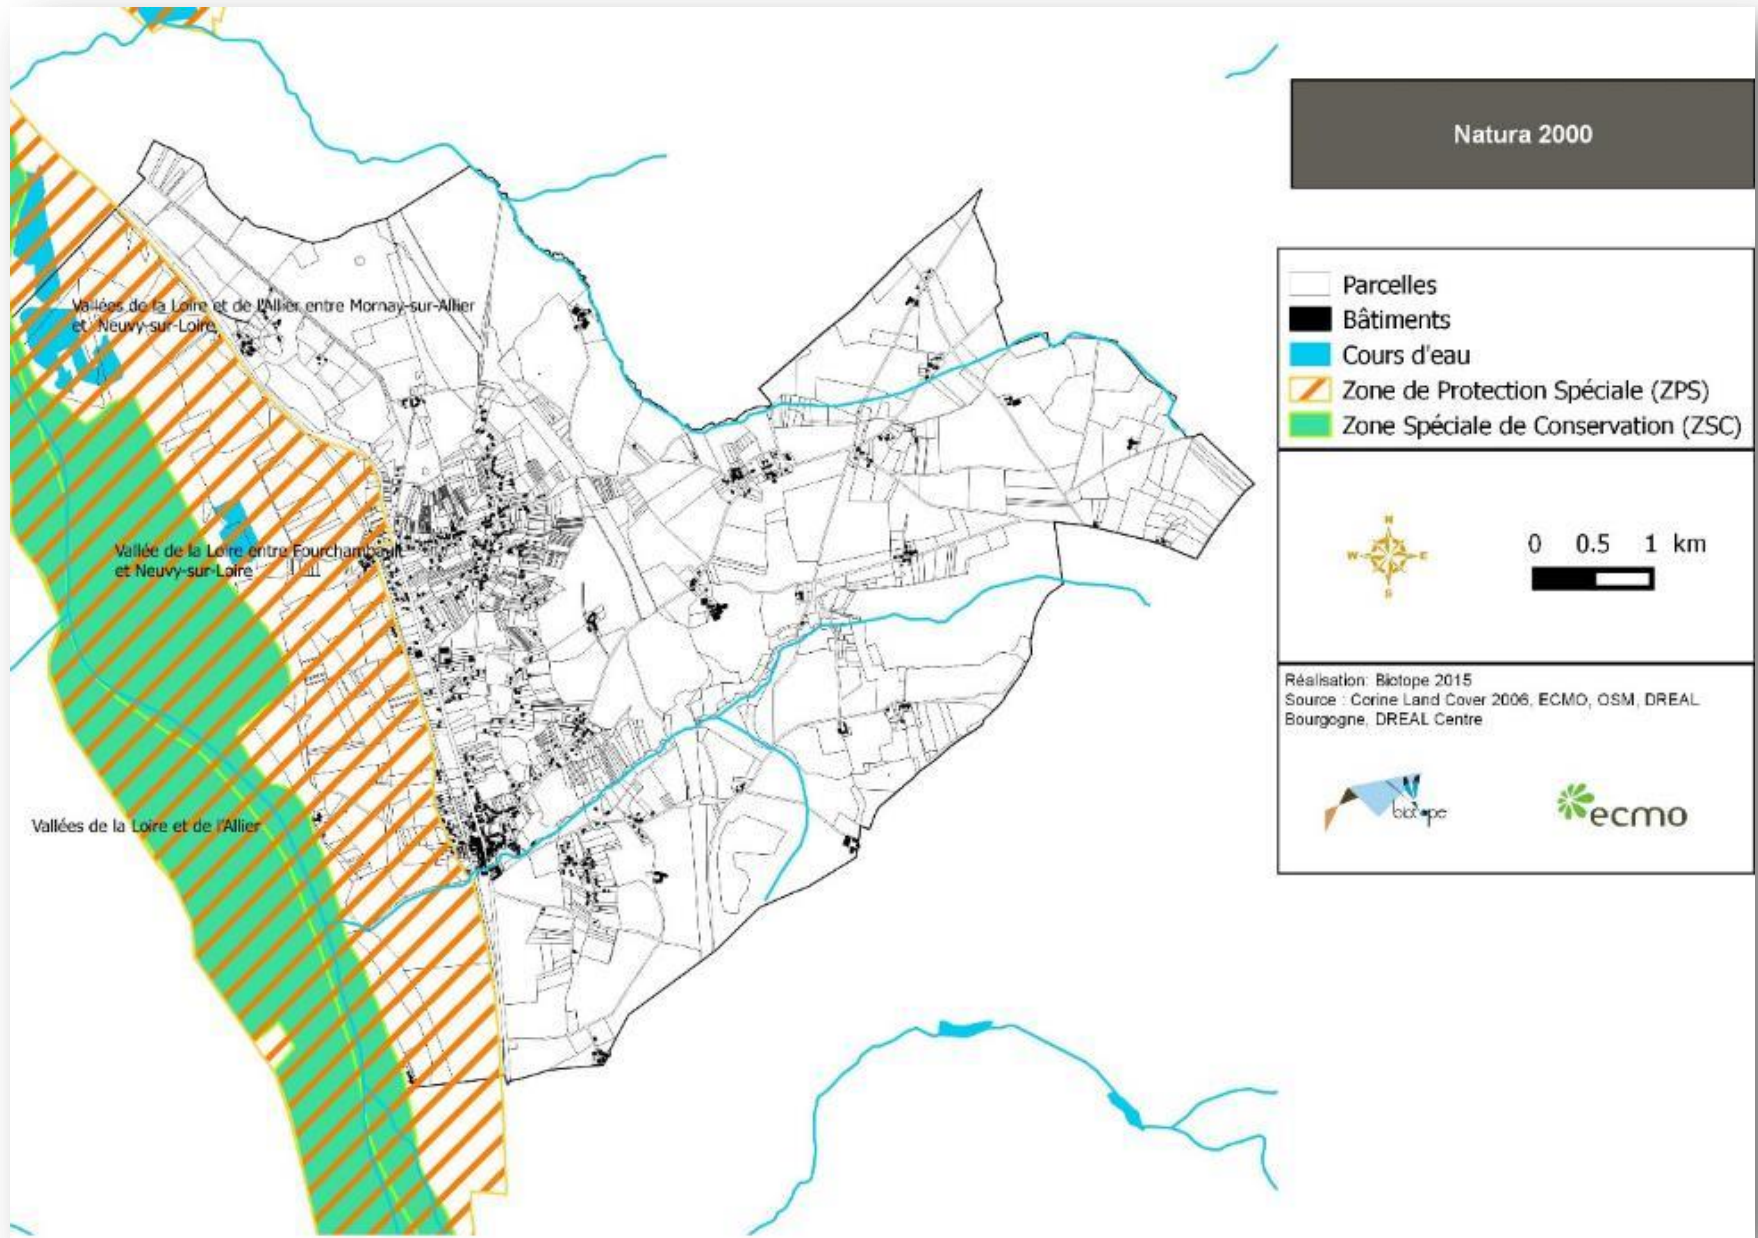 Natura 2000
Parcelles
Bâtiments
Cours d'eau
Zone de Protection Spéciale (ZPS)
Zone Spéciale de Conservation (ZSC)
N
W E
S
0 0.5 1 km
Réalisation: Biotope 2015
Source : Corine Land Cover 2006, ECMO, OSM, DREAL
Bourgogne, DREAL Centre
biotope
ecmo
Vallées de la Loire et de l'Allier entre Mornay-sur-Allier
et Neuvy-sur-Loire
Vallée de la Loire entre Fourchambault
et Neuvy-sur-Loire
Vallées de la Loire et de l'Allier